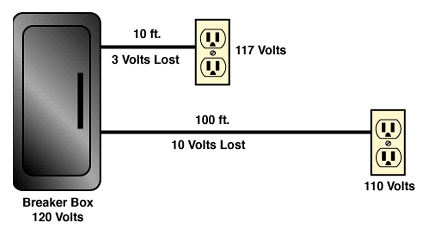 10 ft.
3 Volts Lost
117 Volts
100 ft.
10 Volts Lost
110 Volts
Breaker Box
120 Volts